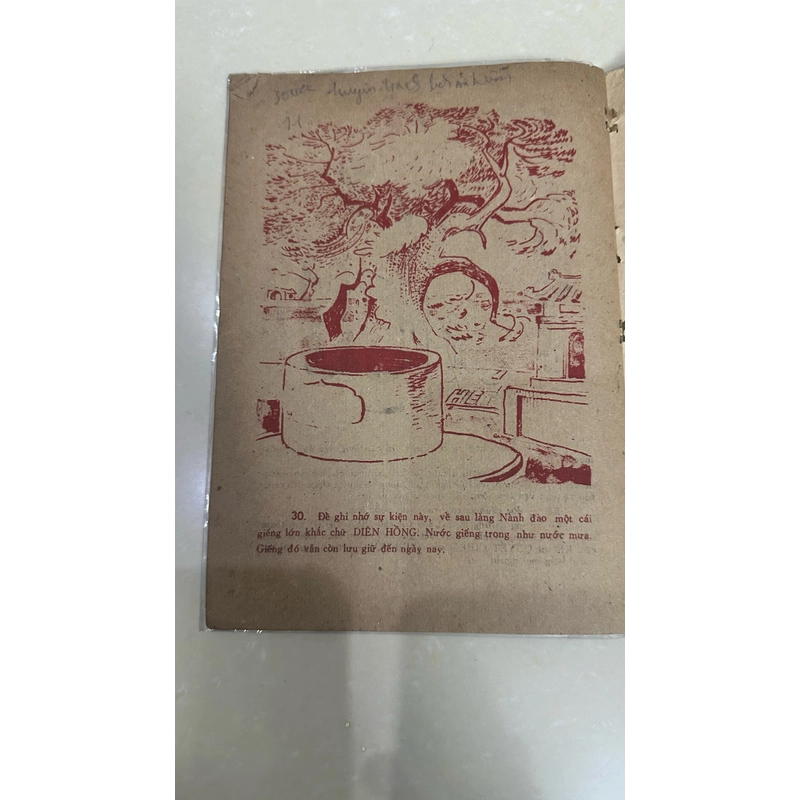 30. Để ghi nhớ sự kiện này, về sau làng Nành đào một cái
giếng lớn khắc chữ DIÊN HỒNG. Nước giếng trong như nước mưa.
Giếng đó vẫn còn lưu giữ đến ngày nay.